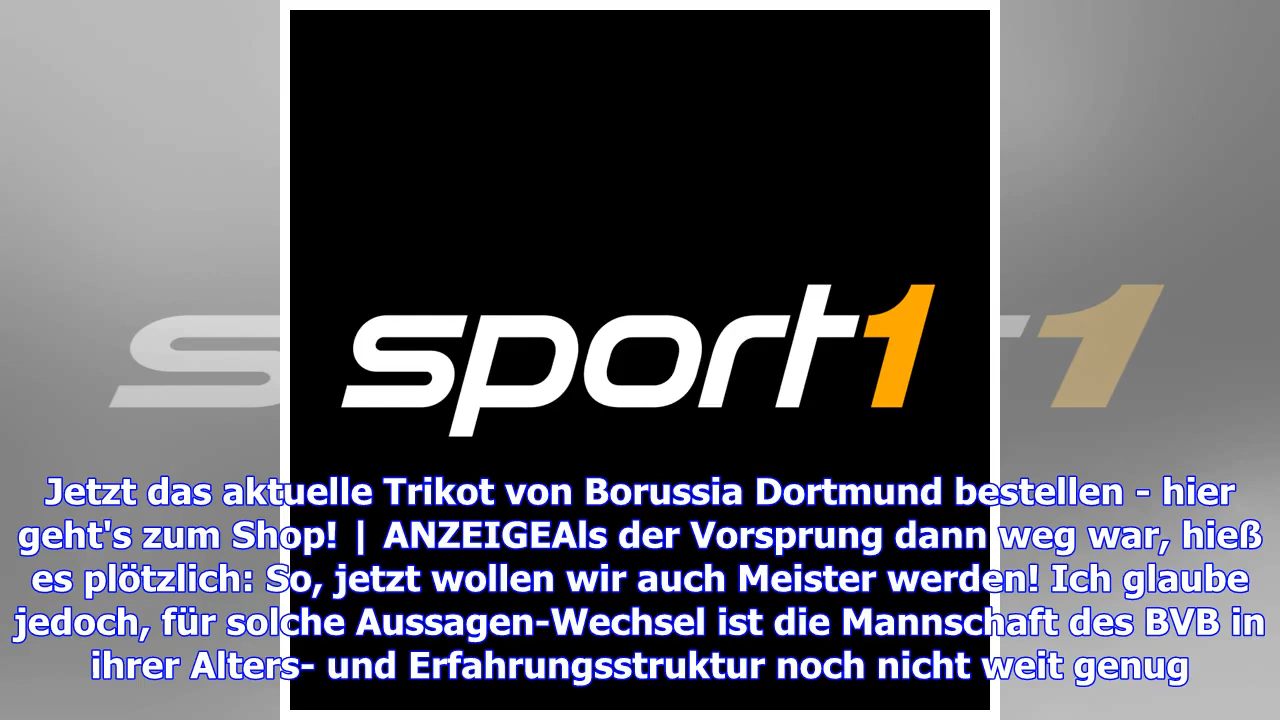 sport1
Jetzt das aktuelle Trikot von Borussia Dortmund bestellen - hier
geht's zum Shop! | ANZEIGEAls der Vorsprung dann weg war, hieß
es plötzlich: So, jetzt wollen wir auch Meister werden! Ich glaube
jedoch, für solche Aussagen-Wechsel ist die Mannschaft des BVB in
ihrer Alters- und Erfahrungsstruktur noch nicht weit genug